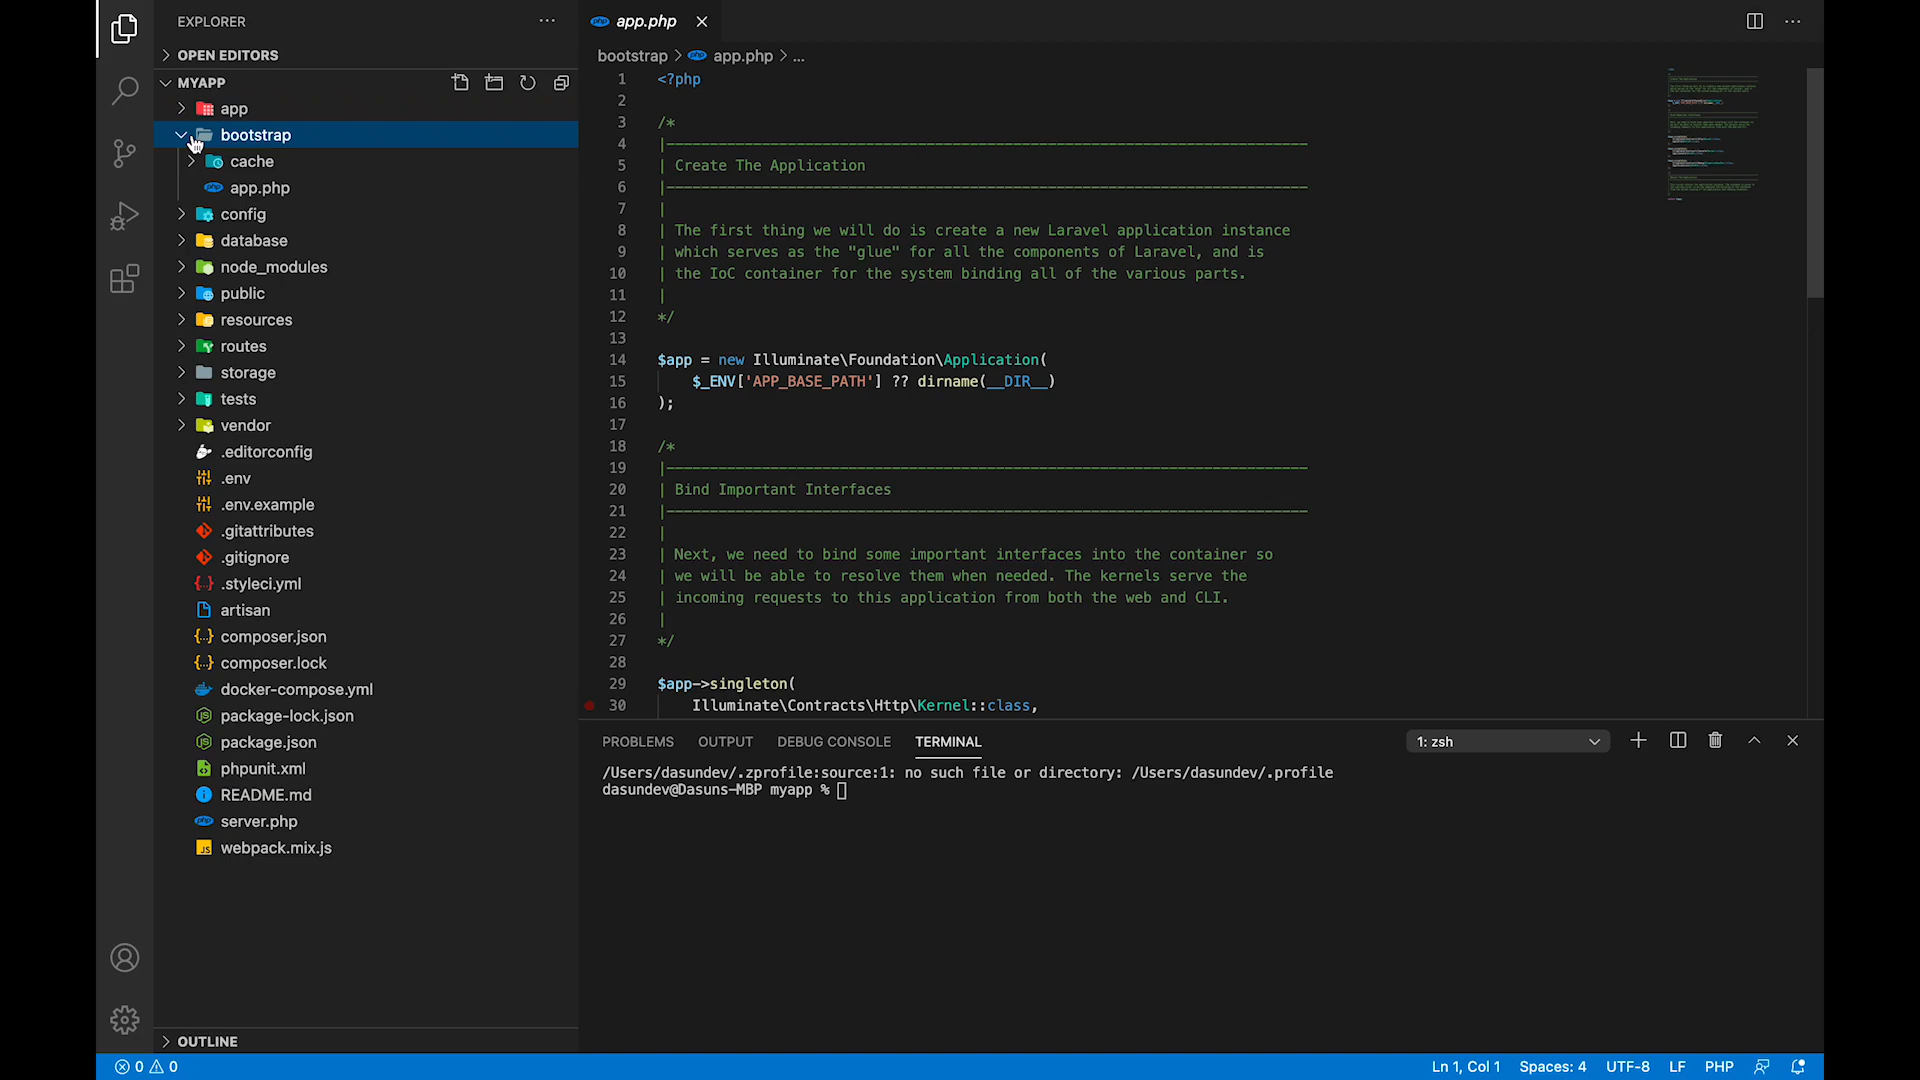 EXPLORER
OPEN EDITORS
MYAPP
app
bootstrap
cache
app.php
config
database
node_modules
public
resources
routes
storage
tests
vendor
.editorconfig
.env
.env.example
.gitattributes
.gitignore
.styleci.yml
artisan
composer.json
composer.lock
docker-compose.yml
package-lock.json
package.json
phpunit.xml
README.md
server.php
webpack.mix.js
OUTLINE
php app.php
bootstrap > php app.php > ...
1 <?php
2
3 /*
4 |--------------------------------------------------------------------------
5 | Create The Application
6 |--------------------------------------------------------------------------
7 |
8 | The first thing we will do is create a new Laravel application instance
9 | which serves as the "glue" for all the components of Laravel, and is
10 | the IoC container for the system binding all of the various parts.
11 |
12 */
13
14 $app = new Illuminate\Foundation\Application(
15 $_ENV['APP_BASE_PATH'] ?? dirname(__DIR__)
16 );
17
18 /*
19 |--------------------------------------------------------------------------
20 | Bind Important Interfaces
21 |--------------------------------------------------------------------------
22 |
23 | Next, we need to bind some important interfaces into the container so
24 | we will be able to resolve them when needed. The kernels serve the
25 | incoming requests to this application from both the web and CLI.
26 |
27 */
28
29 $app->singleton(
30 Illuminate\Contracts\Http\Kernel::class,
PROBLEMS OUTPUT DEBUG CONSOLE TERMINAL 1: zsh
/Users/dasundev/.zprofile:source:1: no such file or directory: /Users/dasundev/.profile
dasundev@Dasuns-MBP myapp %
0 0 Ln 1, Col 1 Spaces: 4 UTF-8 LF PHP